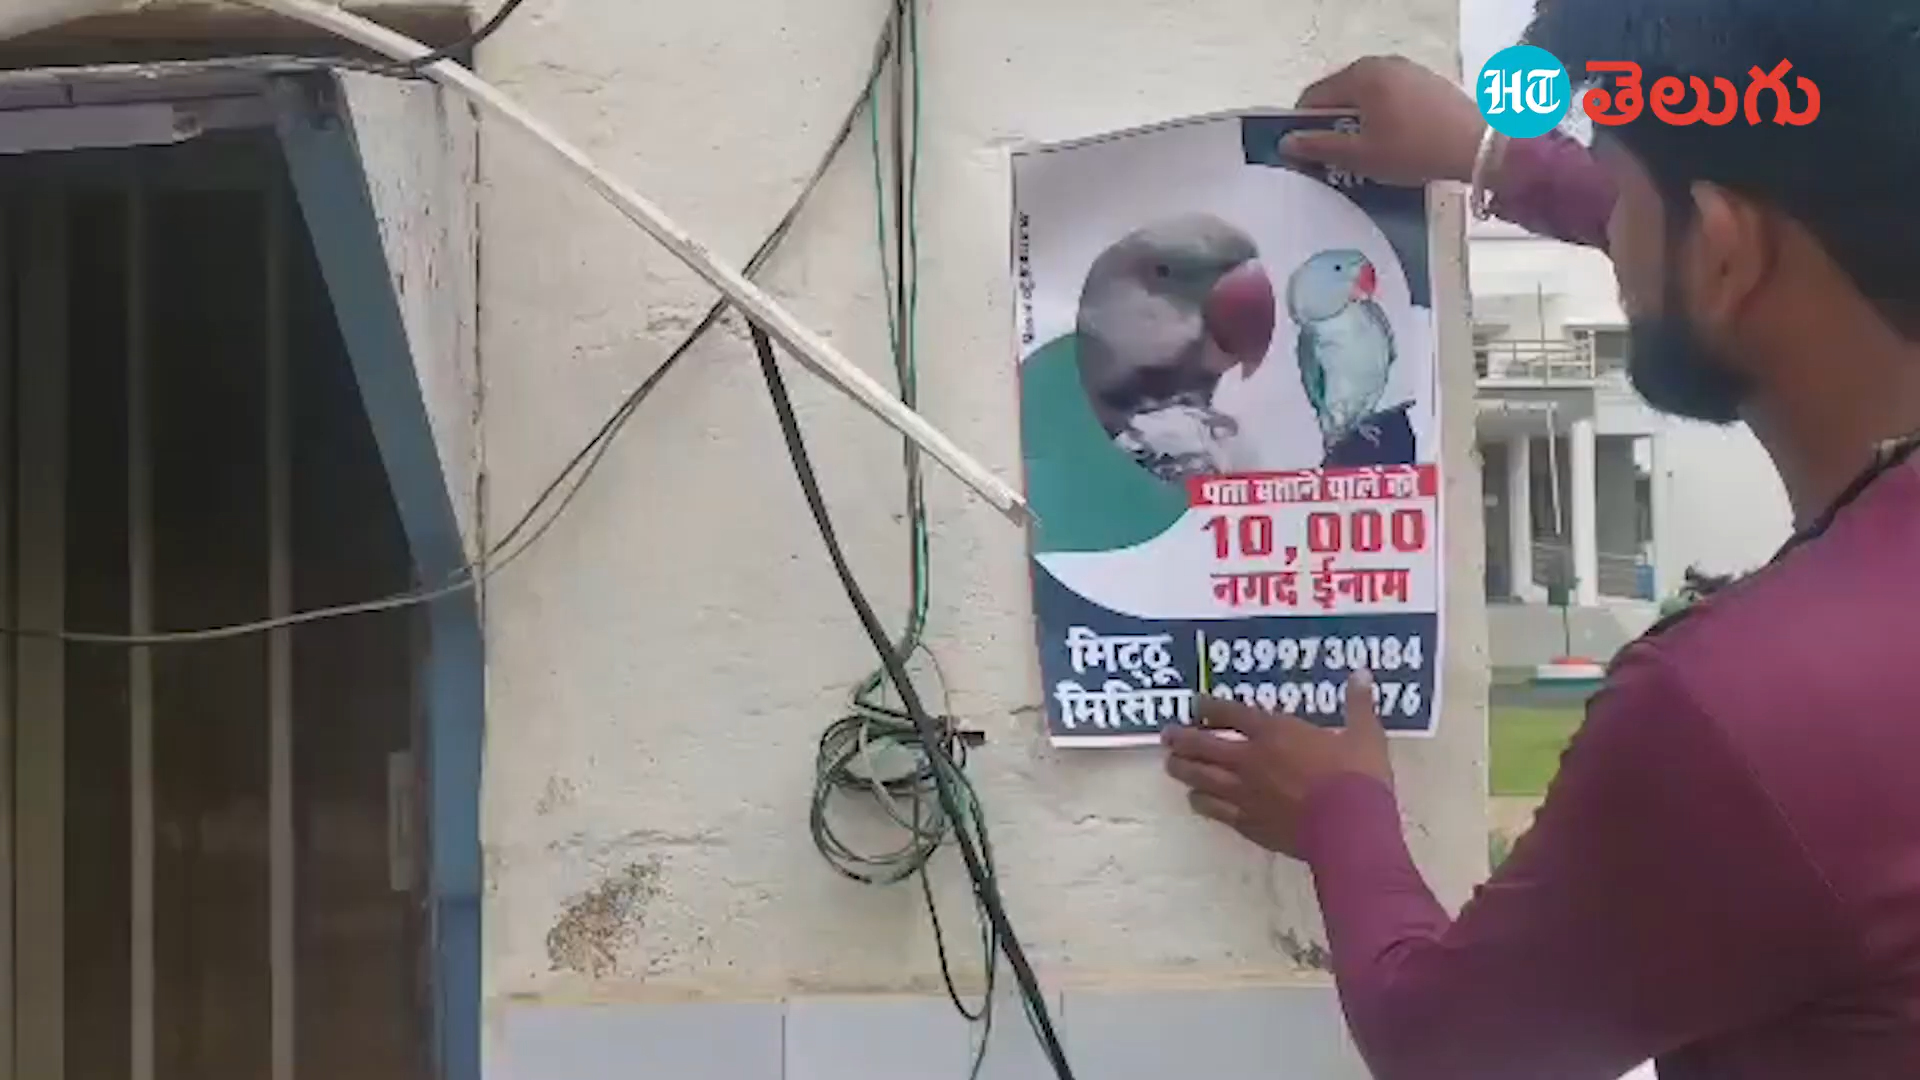 HT తెలుగు
पता बताने वाले को
10,000
नगद ईनाम
मिट्ठू
मिसिंग
9399730184